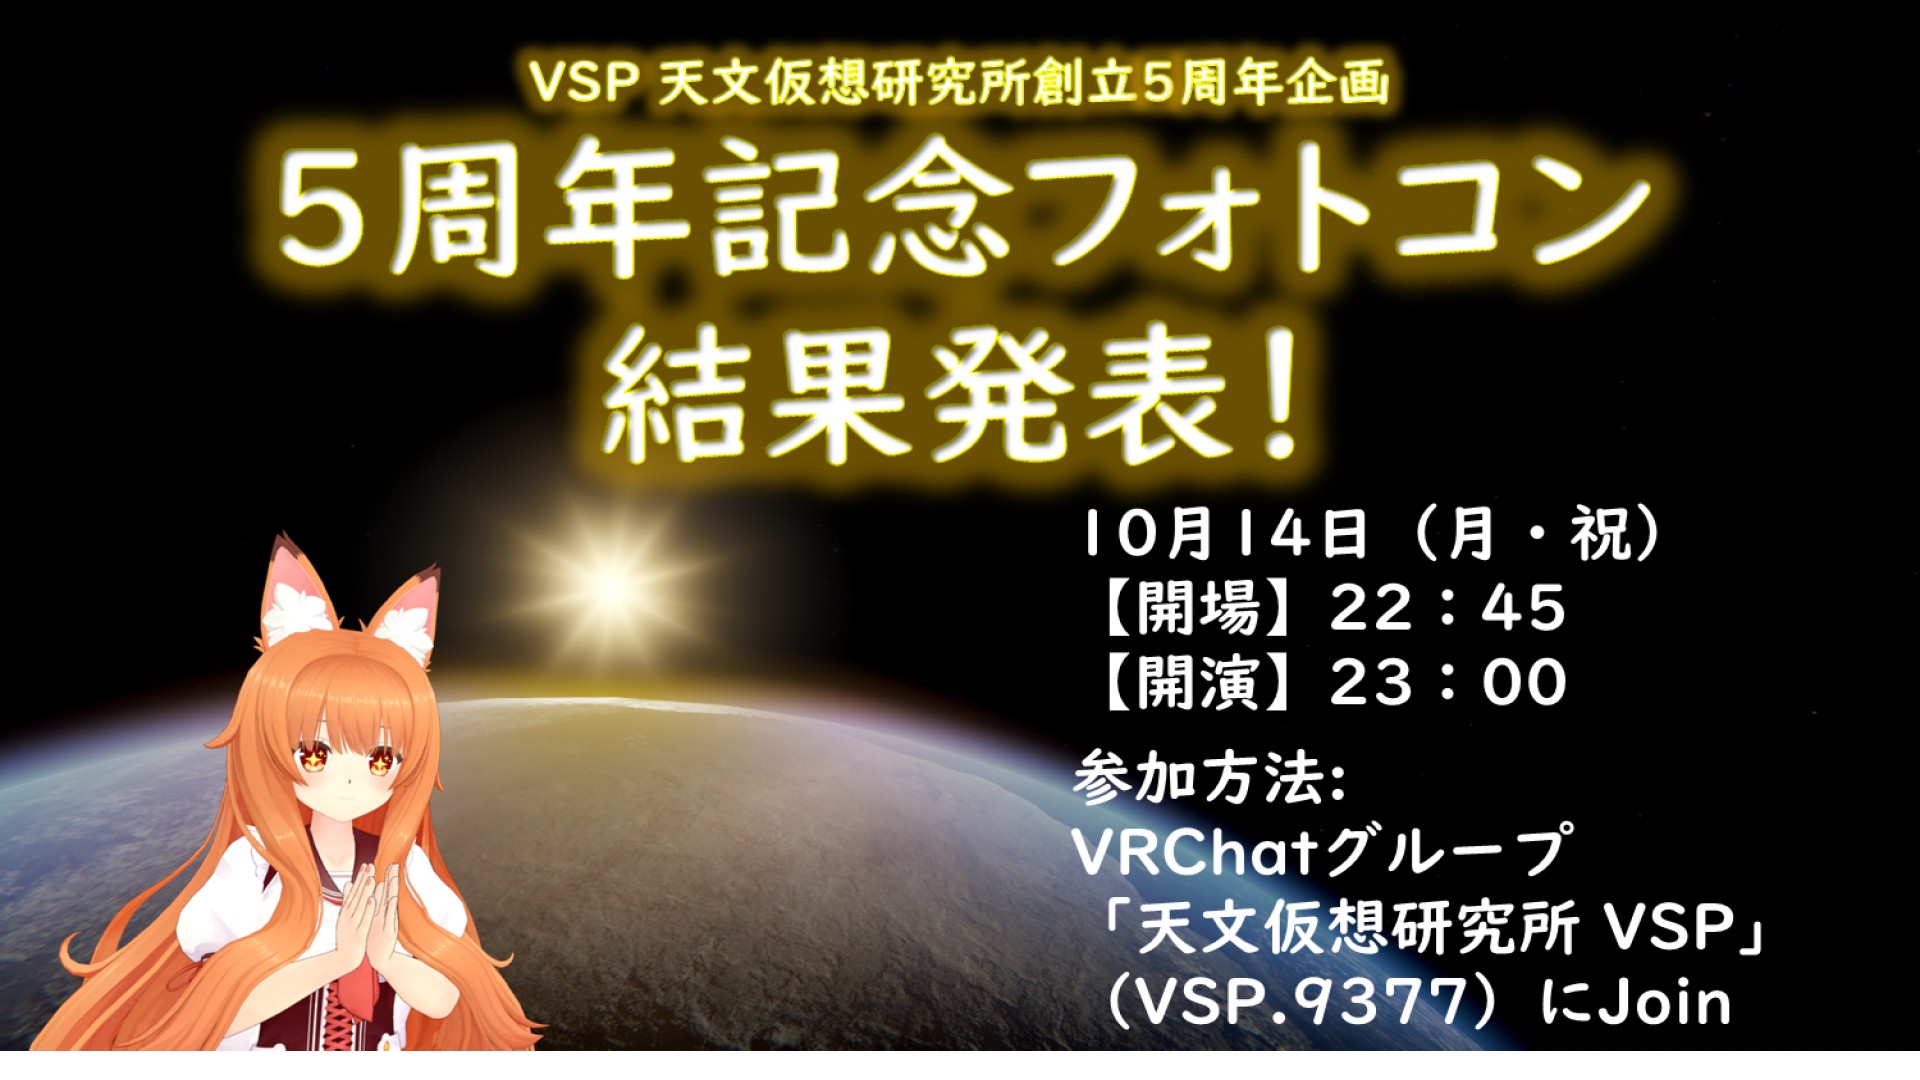 VSP 天文仮想研究所創立5周年企画
5周年記念フォトコン
結果発表！
10月14日（月・祝）
【開場】22：45
【開演】23：00
参加方法:
VRChatグループ
「天文仮想研究所 VSP」
（VSP.9377）にJoin